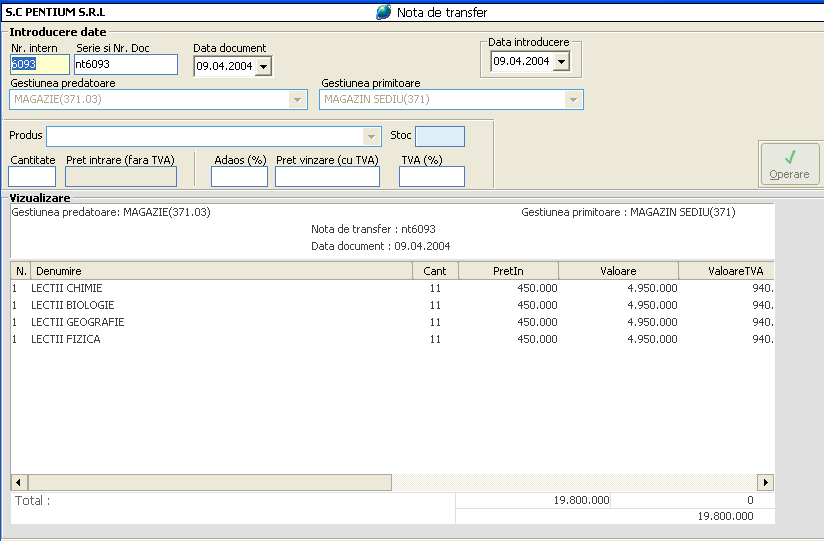 S.C PENTIUM S.R.L Nota de transfer
Introducere date
Nr. intern Serie si Nr. Doc Data document Data introducere
6093 nt6093 09.04.2004 09.04.2004
Gestiunea predatoare Gestiunea primitoare
MAGAZIE(371.03) MAGAZIN SEDIU(371)
Produs Stoc
Cantitate Pret intrare (fara TVA) Adaos (%) Pret vinzare (cu TVA) TVA (%)
Operare
Vizualizare
Gestiunea predatoare: MAGAZIE(371.03) Gestiunea primitoare : MAGAZIN SEDIU(371)
Nota de transfer : nt6093
Data document : 09.04.2004
N. Denumire Cant PretIn Valoare ValoareTVA
1 LECTII CHIMIE 11 450.000 4.950.000 940.
1 LECTII BIOLOGIE 11 450.000 4.950.000 940.
1 LECTII GEOGRAFIE 11 450.000 4.950.000 940.
1 LECTII FIZICA 11 450.000 4.950.000 940.
Total : 19.800.000 0
19.800.000